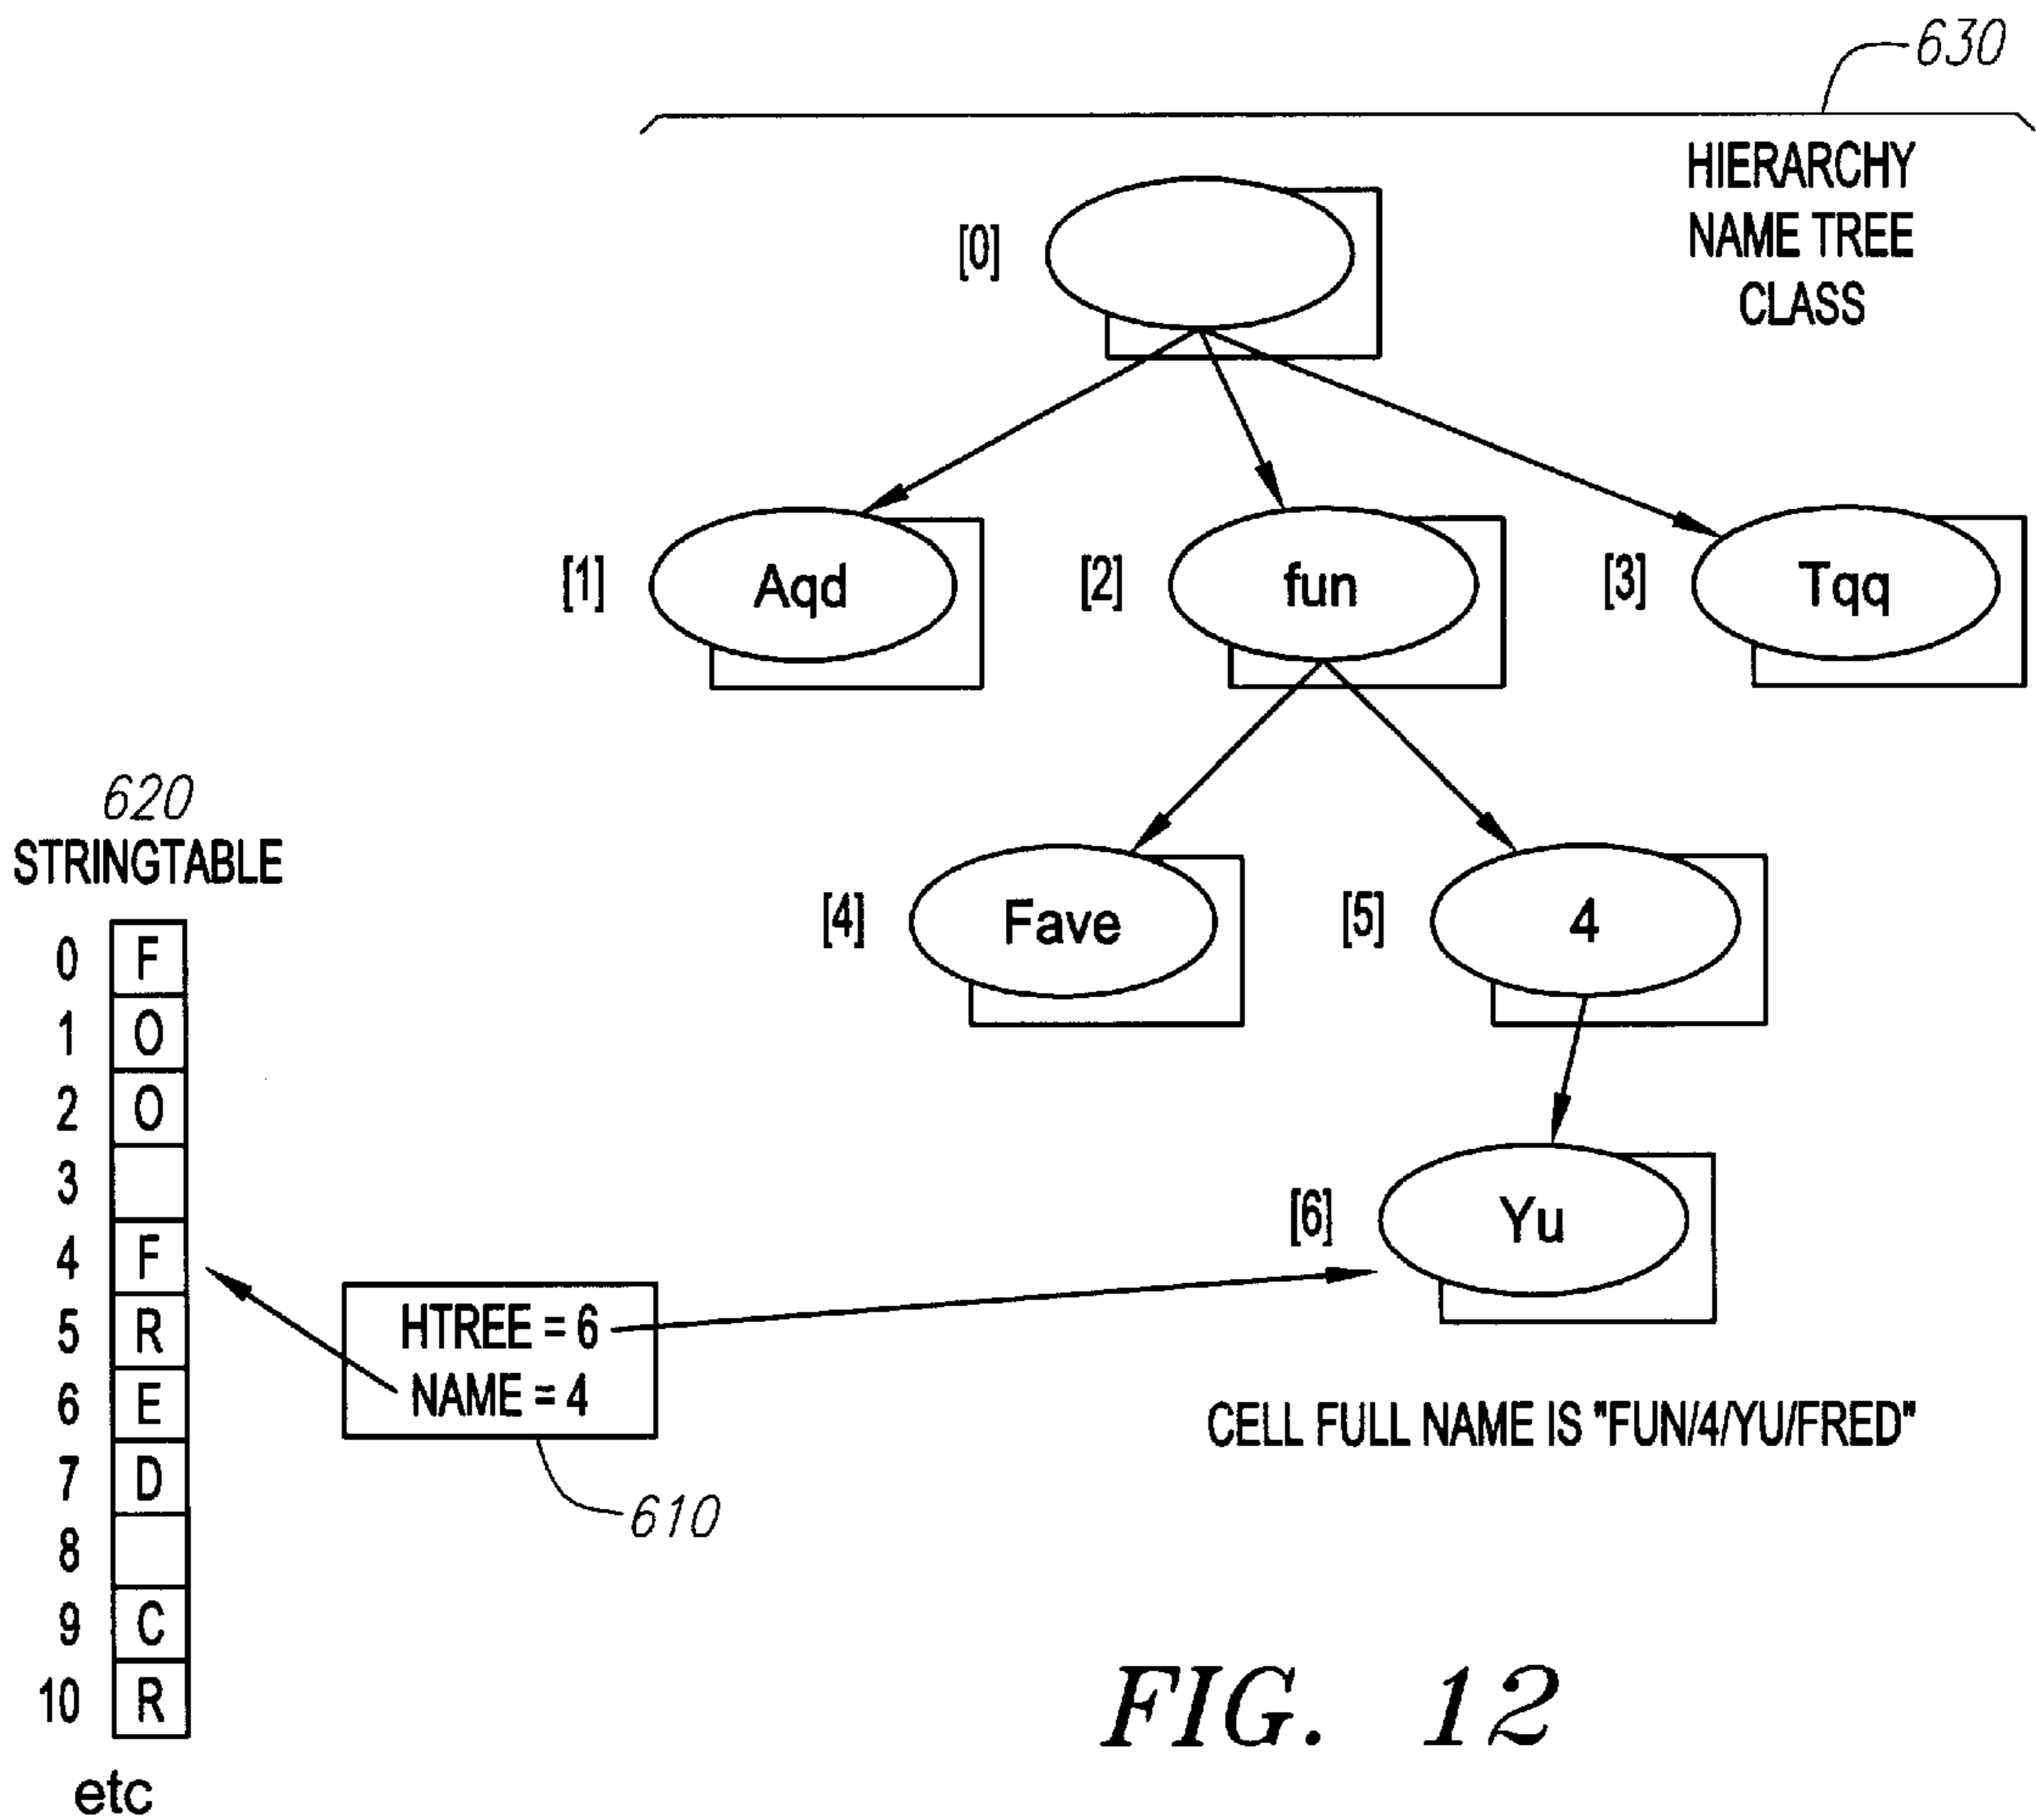 630
HIERARCHY
NAME TREE
CLASS
[0]
[1] Aqd [2] fun [3] Tqq
620
STRINGTABLE
[4] Fave [5] 4
0 F
1 O
2 O
3
4 F
5 R
6 E
7 D
8
9 C
10 R
etc
[6] Yu
HTREE = 6
NAME = 4
610
CELL FULL NAME IS "FUN/4/YU/FRED"
FIG. 12